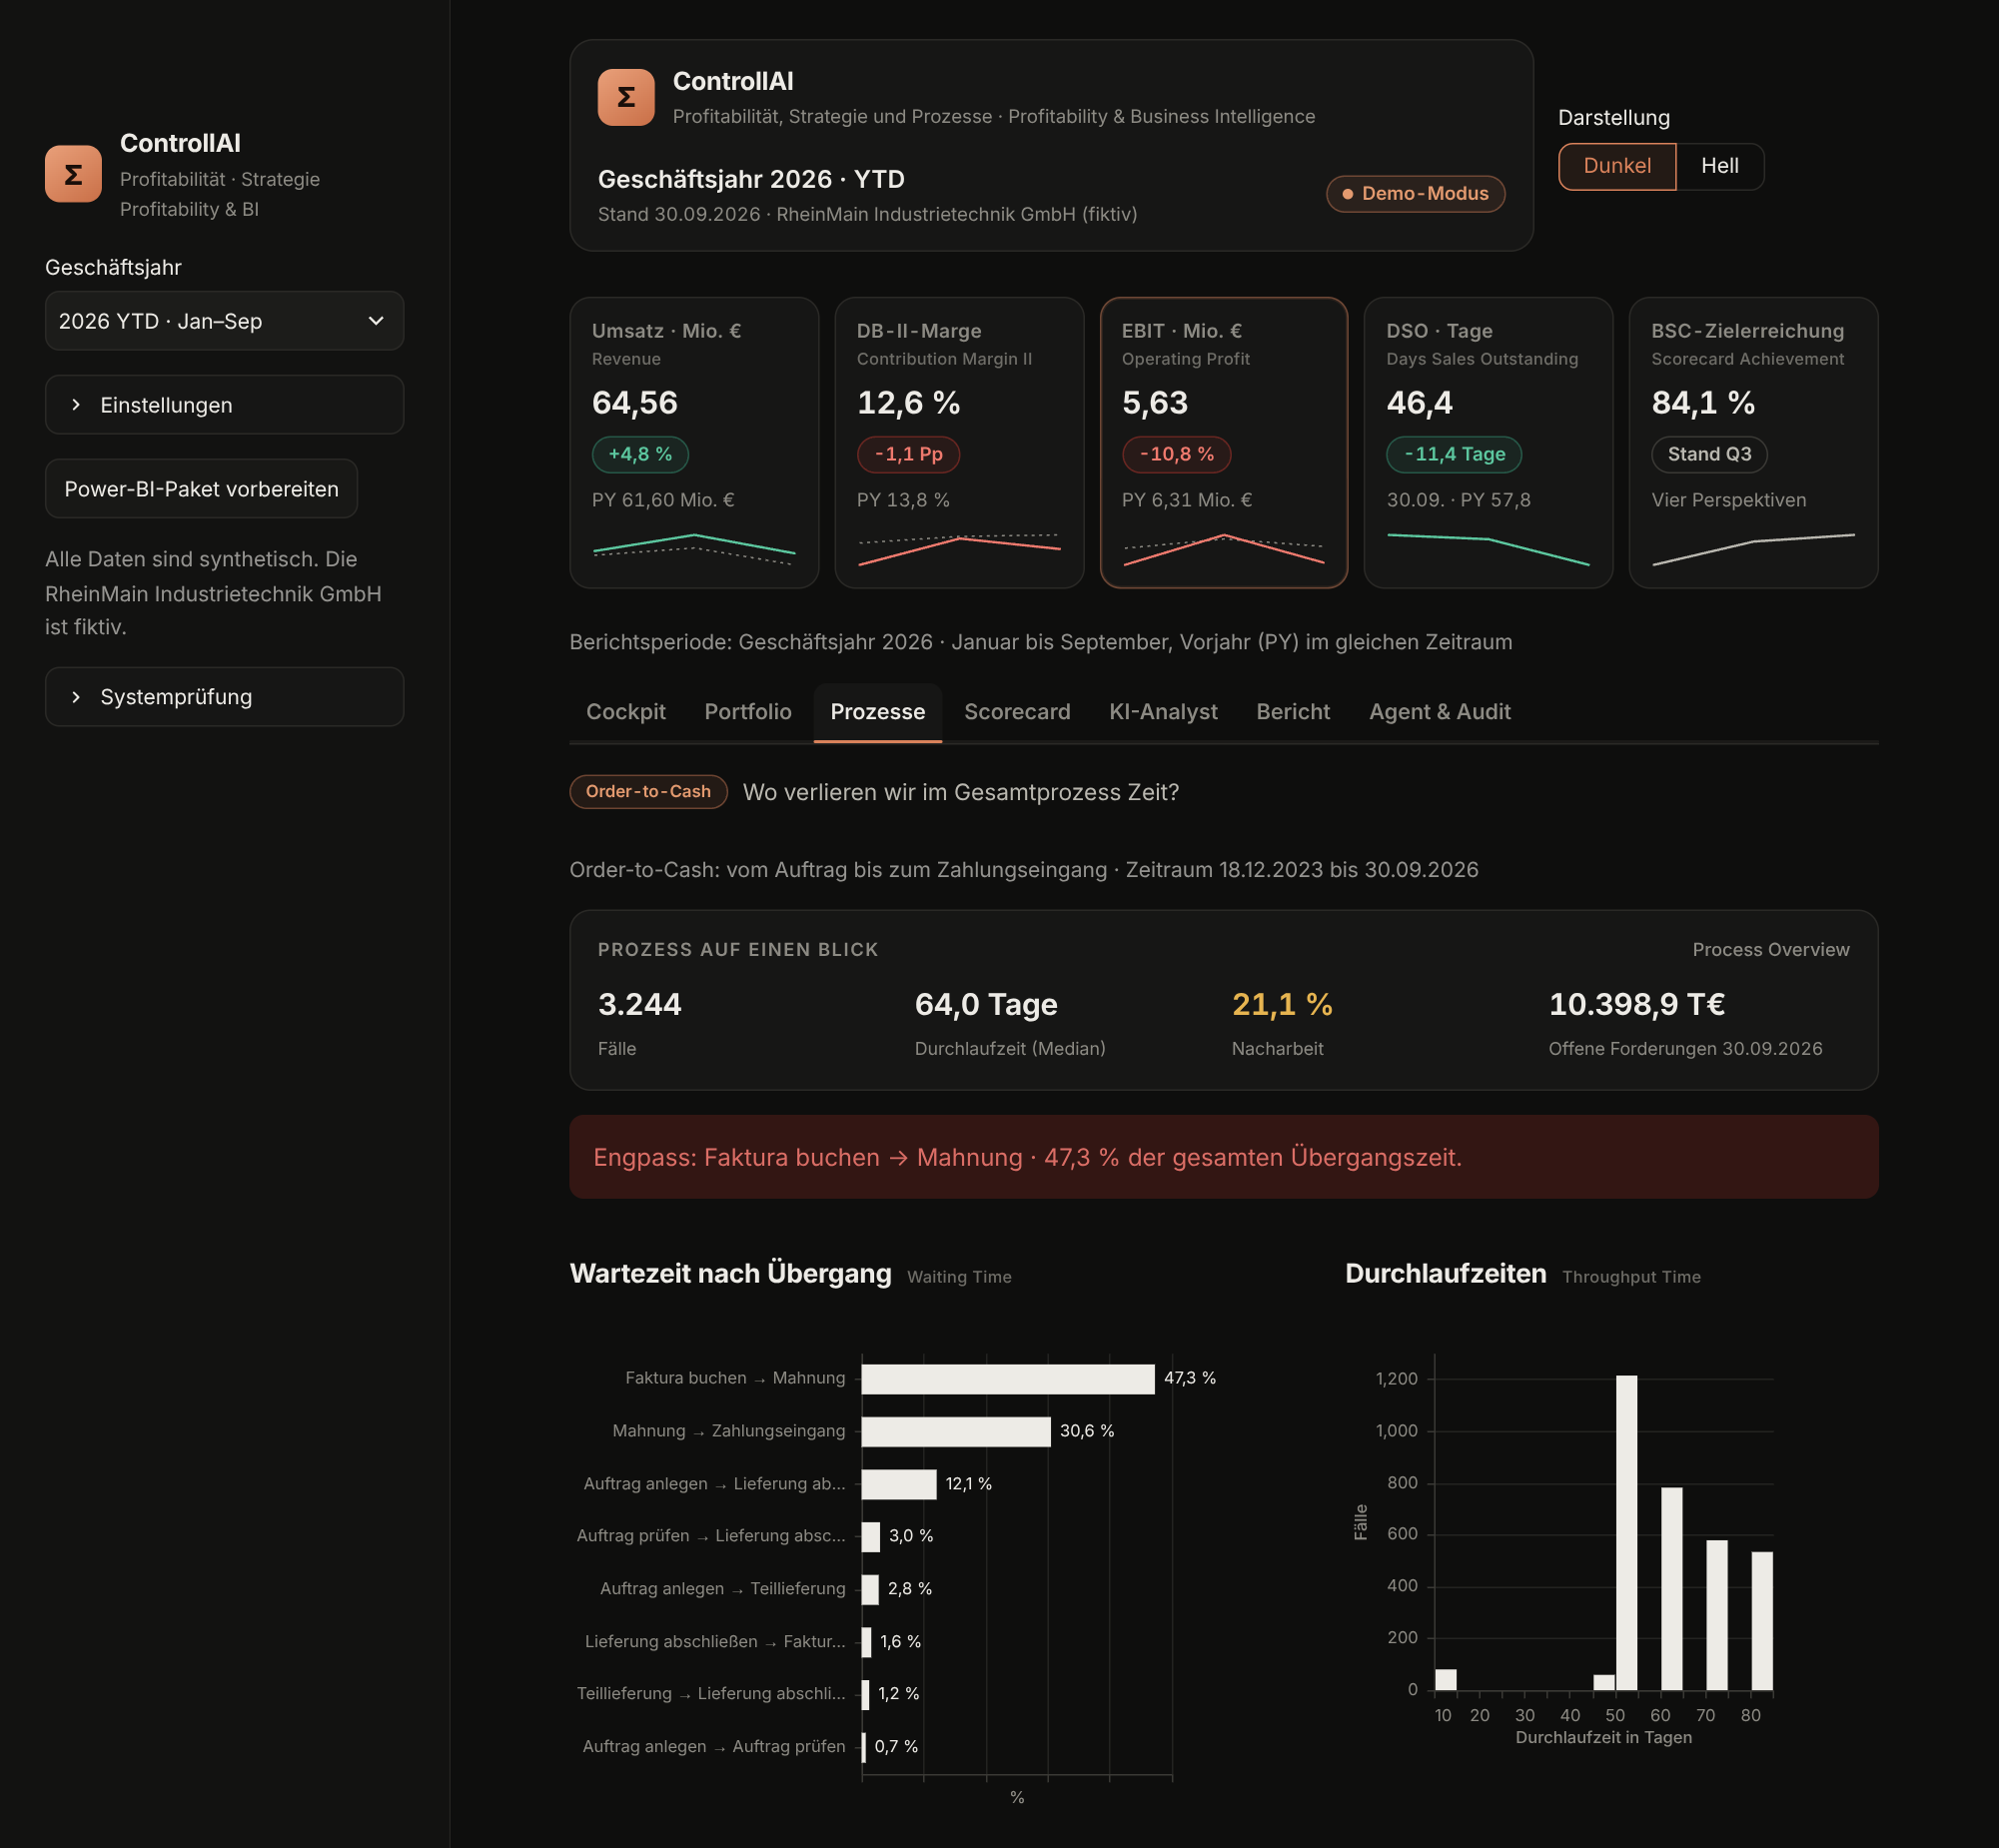 Σ
ControllAI
Profitabilität · Strategie
Profitability & BI
Geschäftsjahr
2026 YTD · Jan–Sep
Einstellungen
Power-BI-Paket vorbereiten
Alle Daten sind synthetisch. Die
RheinMain Industrietechnik GmbH
ist fiktiv.
Systemprüfung
Σ
ControllAI
Profitabilität, Strategie und Prozesse · Profitability & Business Intelligence
Geschäftsjahr 2026 · YTD
Stand 30.09.2026 · RheinMain Industrietechnik GmbH (fiktiv)
Demo-Modus
Darstellung
Dunkel
Hell
Umsatz · Mio. €
Revenue
64,56
+4,8 %
PY 61,60 Mio. €
DB-II-Marge
Contribution Margin II
12,6 %
-1,1 Pp
PY 13,8 %
EBIT · Mio. €
Operating Profit
5,63
-10,8 %
PY 6,31 Mio. €
DSO · Tage
Days Sales Outstanding
46,4
-11,4 Tage
30.09. · PY 57,8
BSC-Zielerreichung
Scorecard Achievement
84,1 %
Stand Q3
Vier Perspektiven
Berichtsperiode: Geschäftsjahr 2026 · Januar bis September, Vorjahr (PY) im gleichen Zeitraum
Cockpit Portfolio Prozesse Scorecard KI-Analyst Bericht Agent & Audit
Order-to-Cash Wo verlieren wir im Gesamtprozess Zeit?
Order-to-Cash: vom Auftrag bis zum Zahlungseingang · Zeitraum 18.12.2023 bis 30.09.2026
PROZESS AUF EINEN BLICK
Process Overview
3.244
Fälle
64,0 Tage
Durchlaufzeit (Median)
21,1 %
Nacharbeit
10.398,9 T€
Offene Forderungen 30.09.2026
Engpass: Faktura buchen → Mahnung · 47,3 % der gesamten Übergangszeit.
Wartezeit nach Übergang Waiting Time
Faktura buchen → Mahnung 47,3 %
Mahnung → Zahlungseingang 30,6 %
Auftrag anlegen → Lieferung ab... 12,1 %
Auftrag prüfen → Lieferung absc... 3,0 %
Auftrag anlegen → Teillieferung 2,8 %
Lieferung abschließen → Faktur... 1,6 %
Teillieferung → Lieferung abschli... 1,2 %
Auftrag anlegen → Auftrag prüfen 0,7 %
%
Durchlaufzeiten Throughput Time
1,200
1,000
800
600
400
200
0
Fälle
10 20 30 40 50 60 70 80
Durchlaufzeit in Tagen